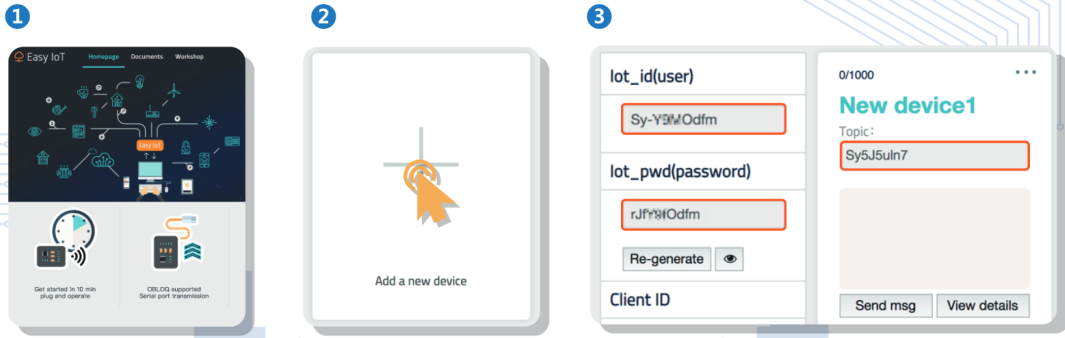 1
2
3
Easy IoT
Homepage
Documents
Workshop
Easy IoT
Get started in 10 min
plug and operate
OBLOQ supported
Serial port transmission
Add a new device
Iot_id(user)
Iot_pwd(password)
Re-generate
Client ID
0/1000
New device1
Topic:
Sy5J5uln7
Send msg
View details